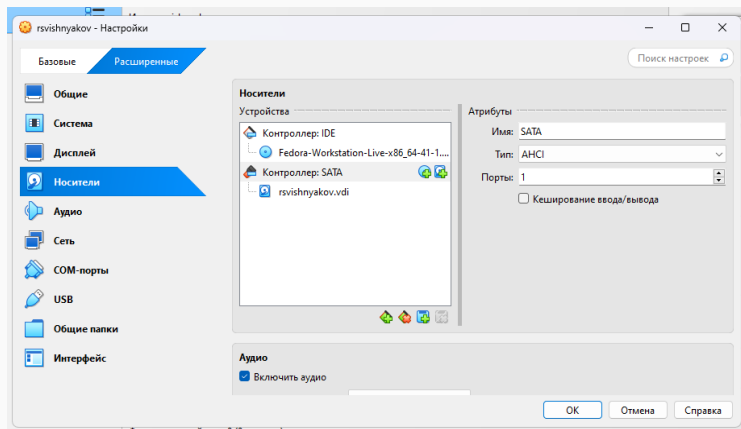 rsvishnyakov - Настройки
Базовые
Расширенные
Поиск настроек
Общие
Система
Дисплей
Носители
Аудио
Сеть
COM-порты
USB
Общие папки
Интерфейс
Носители
Устройства
Контроллер: IDE
Fedora-Workstation-Live-x86_64-41-1....
Контроллер: SATA
rsvishnyakov.vdi
Атрибуты
Имя: SATA
Тип: AHCI
Порты: 1
Кеширование ввода/вывода
Аудио
Включить аудио
OK
Отмена
Справка